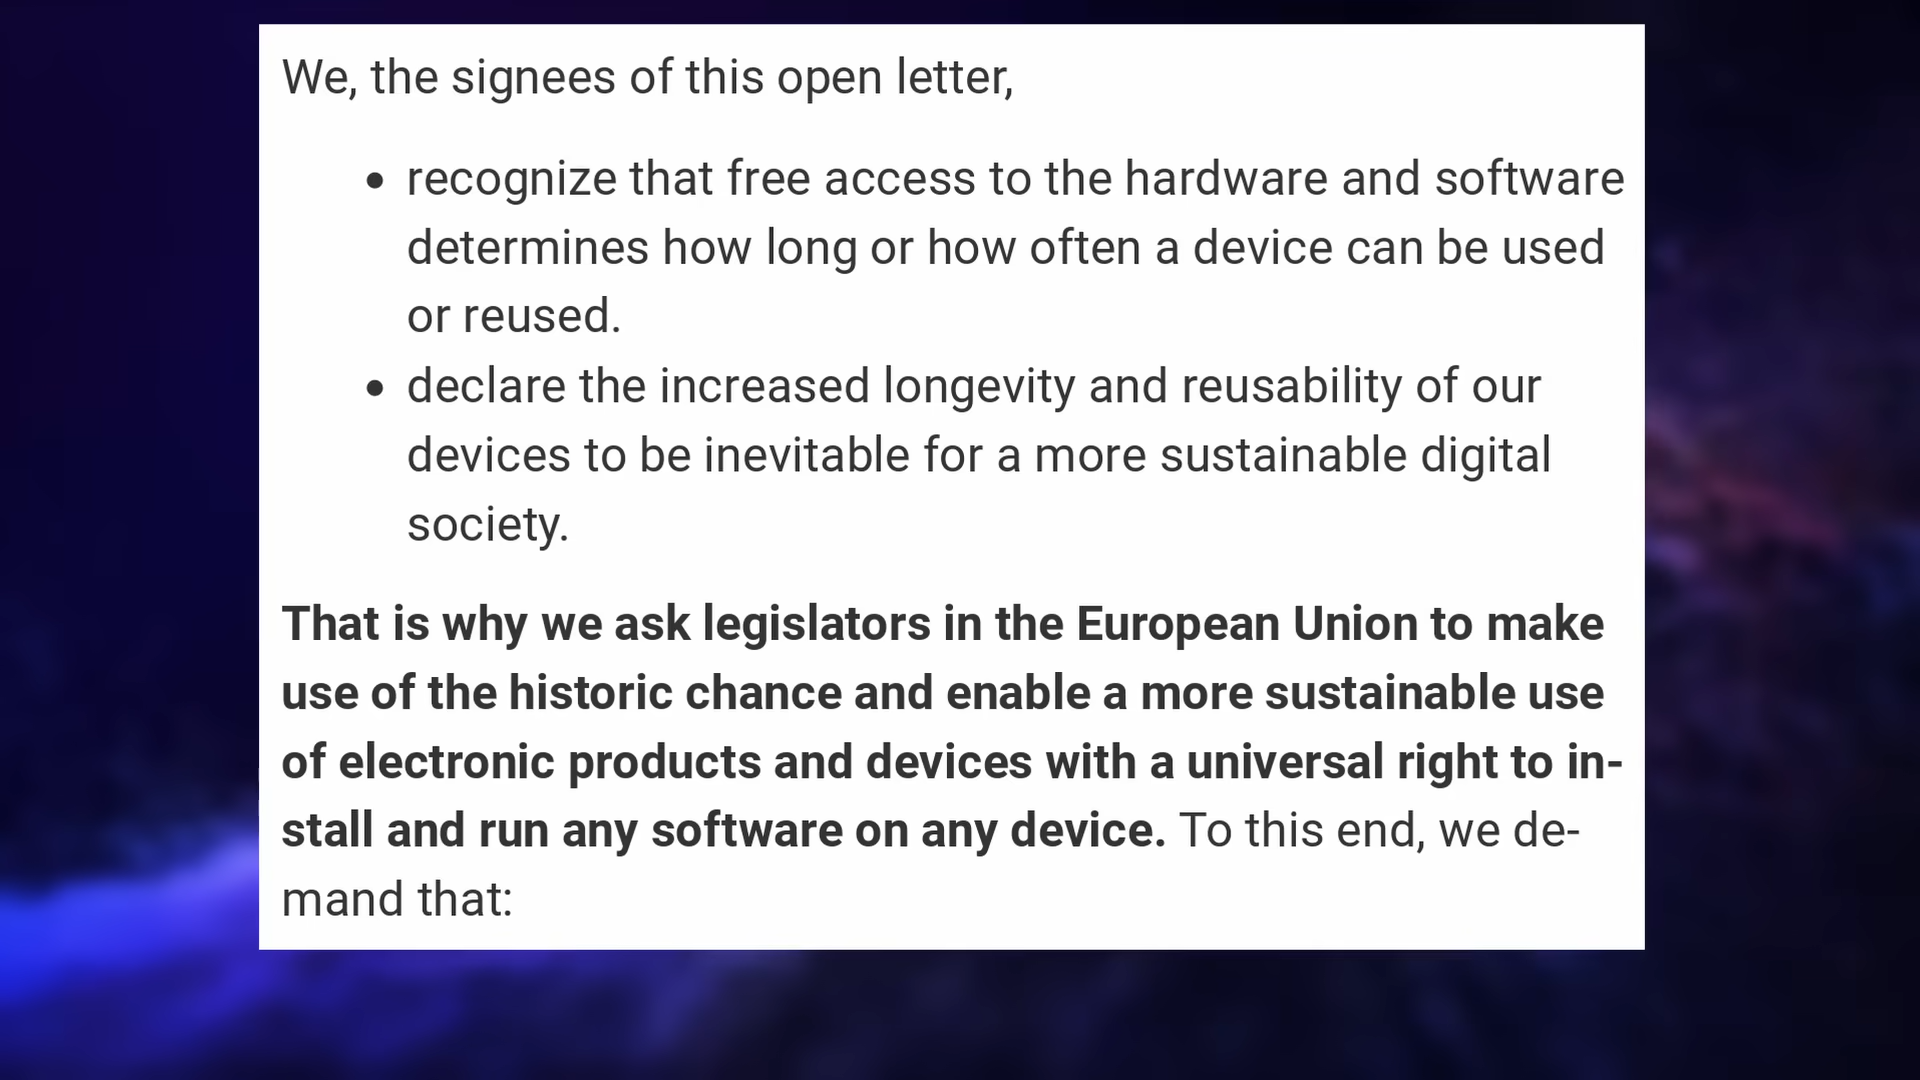 We, the signees of this open letter,
• recognize that free access to the hardware and software
determines how long or how often a device can be used
or reused.
• declare the increased longevity and reusability of our
devices to be inevitable for a more sustainable digital
society.
That is why we ask legislators in the European Union to make
use of the historic chance and enable a more sustainable use
of electronic products and devices with a universal right to in-
stall and run any software on any device. To this end, we de-
mand that: